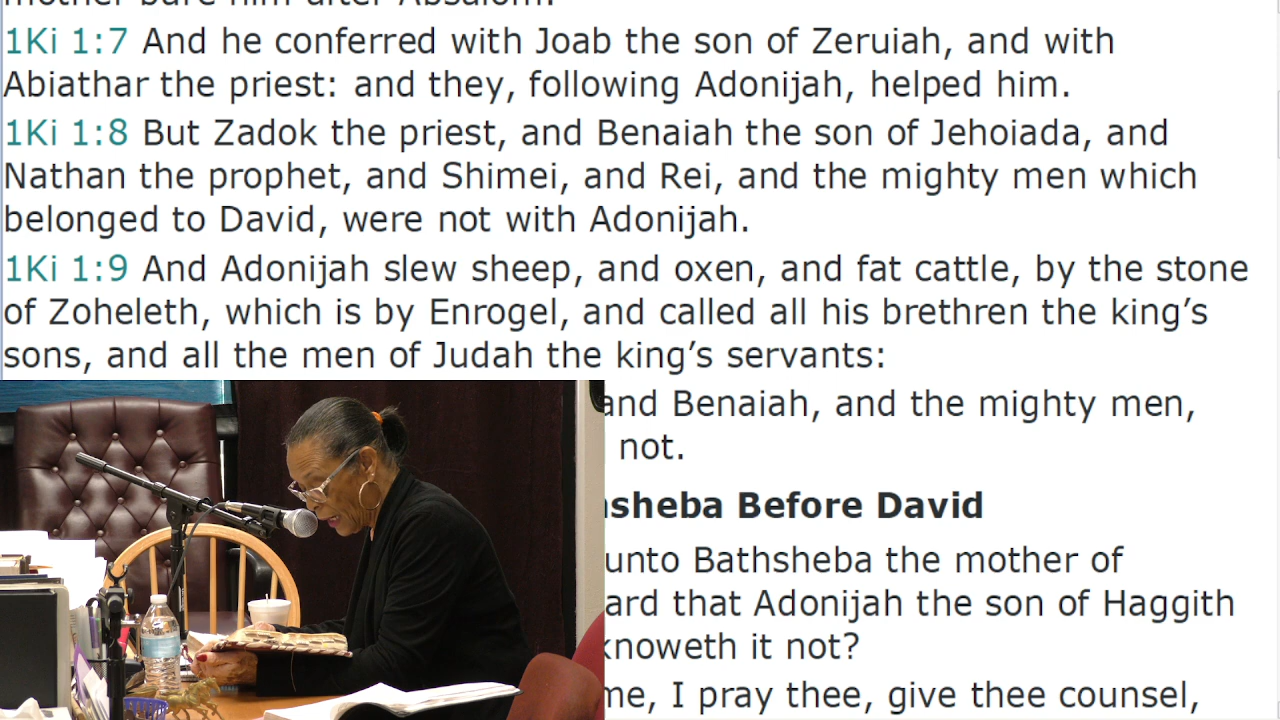 mother bare him after Absalom.
1Ki 1:7 And he conferred with Joab the son of Zeruiah, and with
Abiathar the priest: and they, following Adonijah, helped him.
1Ki 1:8 But Zadok the priest, and Benaiah the son of Jehoiada, and
Nathan the prophet, and Shimei, and Rei, and the mighty men which
belonged to David, were not with Adonijah.
1Ki 1:9 And Adonijah slew sheep, and oxen, and fat cattle, by the stone
of Zoheleth, which is by Enrogel, and called all his brethren the king’s
sons, and all the men of Judah the king’s servants:
and Benaiah, and the mighty men,
not.
sheba Before David
unto Bathsheba the mother of
ard that Adonijah the son of Haggith
knoweth it not?
me, I pray thee, give thee counsel,